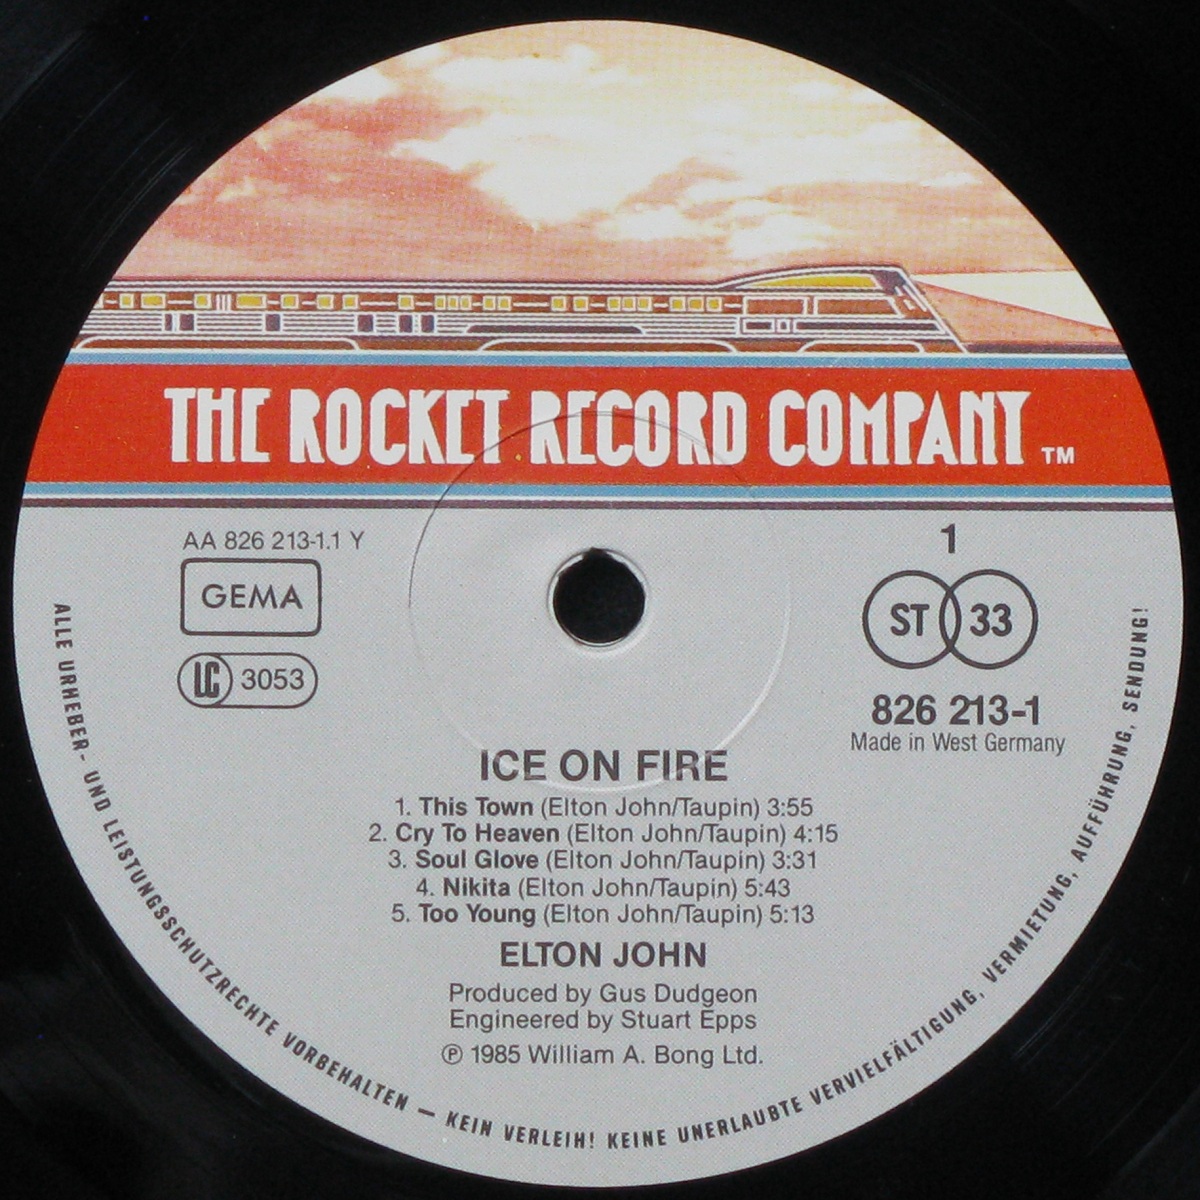 THE ROCKET RECORD COMPANY TM
AA 826 213-1.1 Y
GEMA
LC 3053
1
ST 33
826 213-1
Made in West Germany
ICE ON FIRE
1. This Town (Elton John/Taupin) 3:55
2. Cry To Heaven (Elton John/Taupin) 4:15
3. Soul Glove (Elton John/Taupin) 3:31
4. Nikita (Elton John/Taupin) 5:43
5. Too Young (Elton John/Taupin) 5:13
ELTON JOHN
Produced by Gus Dudgeon
Engineered by Stuart Epps
℗ 1985 William A. Bong Ltd.
ALLE URHEBER- UND LEISTUNGSSCHUTZRECHTE VORBEHALTEN — KEIN VERLEIH! KEINE UNERLAUBTE VERVIELFÄLTIGUNG, VERMIETUNG, AUFFÜHRUNG, SENDUNG!